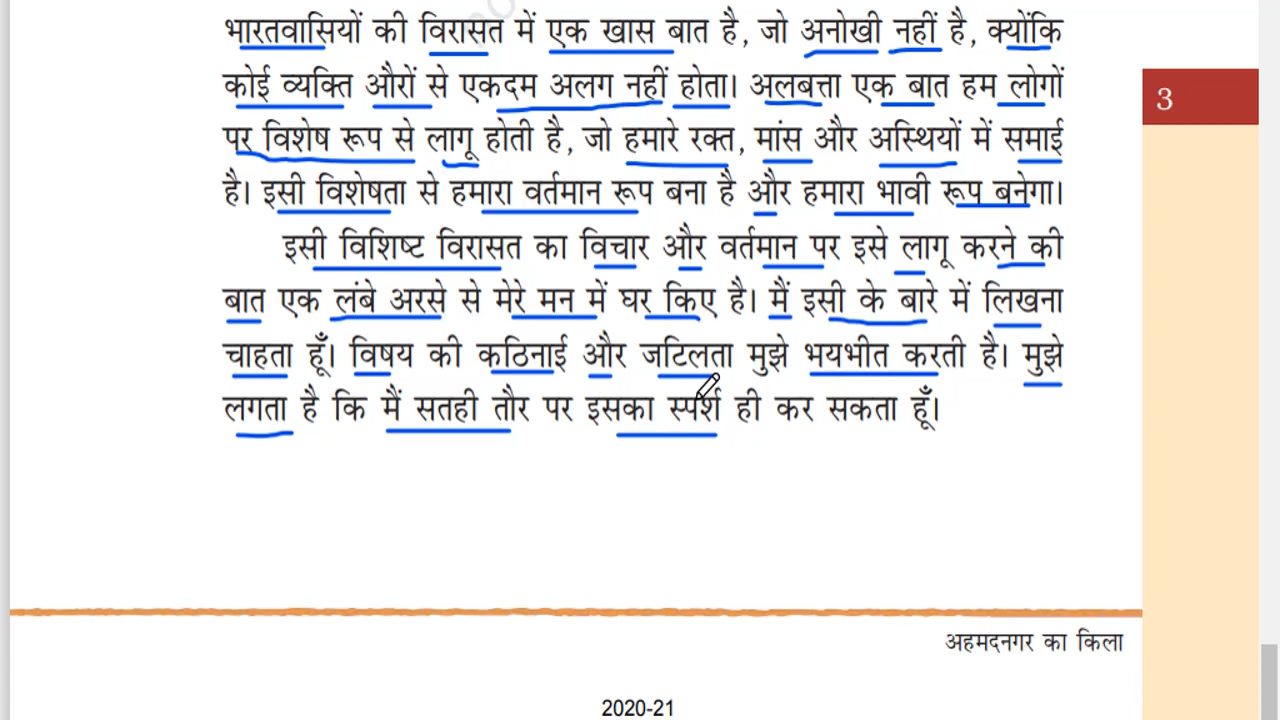 भारतवासियों की विरासत में एक खास बात है, जो अनोखी नहीं है, क्योंकि
कोई व्यक्ति औरों से एकदम अलग नहीं होता। अलबत्ता एक बात हम लोगों
पर विशेष रूप से लागू होती है, जो हमारे रक्त, मांस और अस्थियों में समाई
है। इसी विशेषता से हमारा वर्तमान रूप बना है और हमारा भावी रूप बनेगा।
इसी विशिष्ट विरासत का विचार और वर्तमान पर इसे लागू करने की
बात एक लंबे अरसे से मेरे मन में घर किए है। मैं इसी के बारे में लिखना
चाहता हूँ। विषय की कठिनाई और जटिलता मुझे भयभीत करती है। मुझे
लगता है कि मैं सतही तौर पर इसका स्पर्श ही कर सकता हूँ।
3
अहमदनगर का किला
2020-21